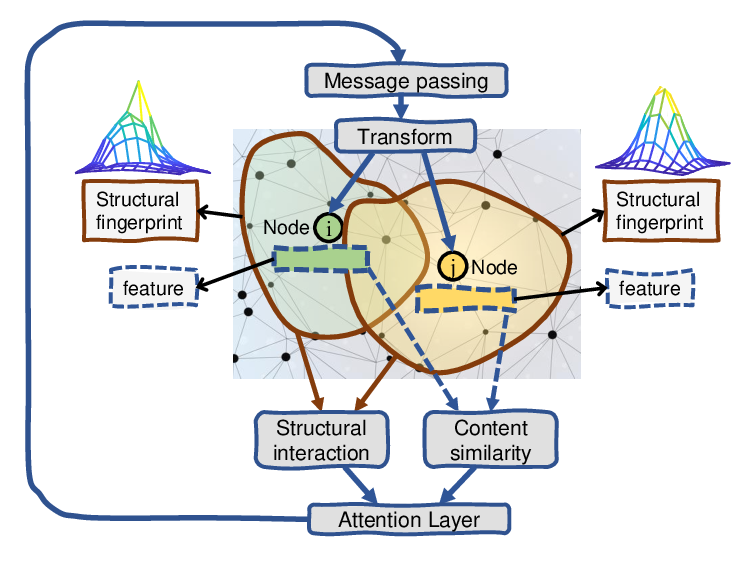 Message passing
Transform
Structural
fingerprint
Structural
fingerprint
Node i
j Node
feature
feature
Structural
interaction
Content
similarity
Attention Layer